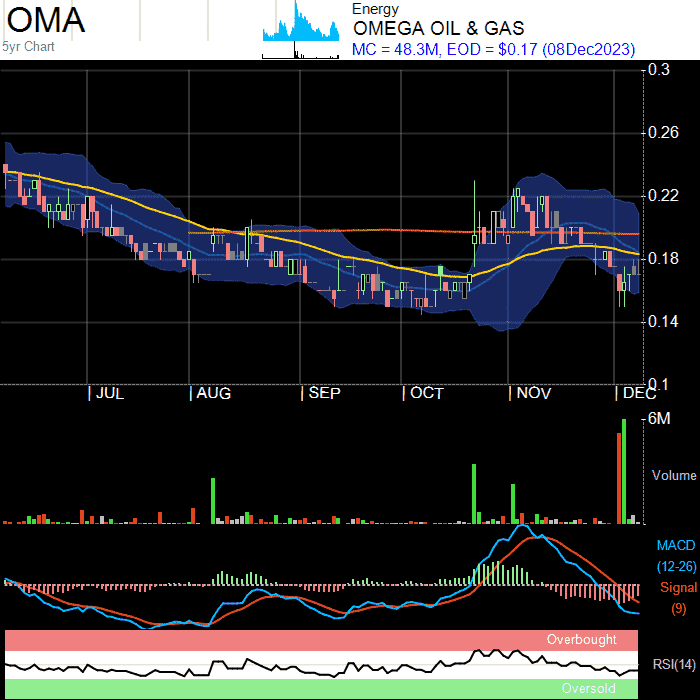 OMA
5yr Chart
Energy
OMEGA OIL & GAS
MC = 48.3M, EOD = $0.17 (08Dec2023)
0.3
0.26
0.22
0.18
0.14
0.1
JUL AUG SEP OCT NOV DEC
6M
Volume
MACD
(12-26)
Signal
(9)
Overbought
RSI(14)
Oversold